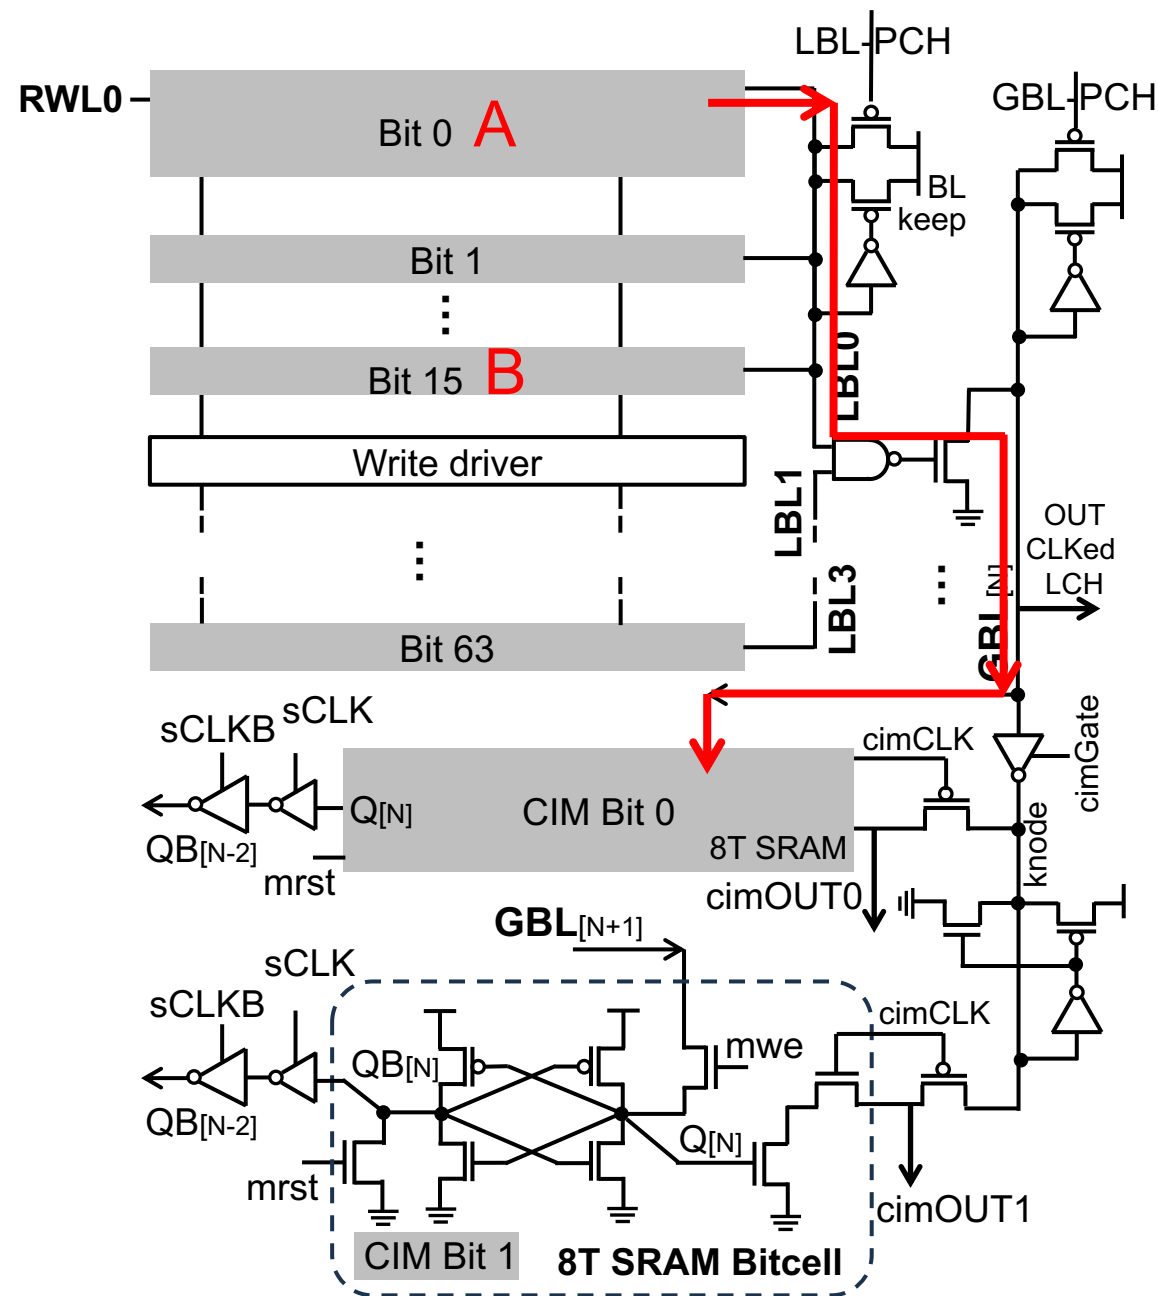 LBL-PCH
GBL-PCH
RWL0
Bit 0 A
BL
keep
Bit 1
⋮
Bit 15 B
LBL0
Write driver
LBL1
OUT
CLKed
LCH
⋮
⋮
LBL3
GBL[N]
Bit 63
sCLKB
sCLK
cimCLK
cimGate
Q[N]
CIM Bit 0
QB[N-2]
8T SRAM
knode
mrst
cimOUT0
GBL[N+1]
sCLKB
sCLK
cimCLK
QB[N]
mwe
QB[N-2]
Q[N]
mrst
cimOUT1
CIM Bit 1
8T SRAM Bitcell